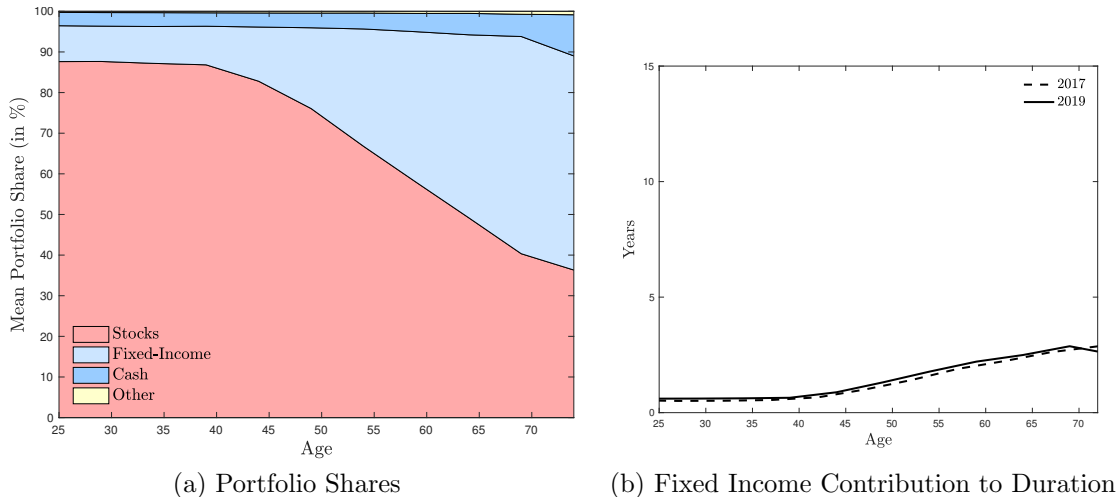 100
90
80
70
60
50
40
30
20
10
0
Mean Portfolio Share (in %)
Stocks
Fixed-Income
Cash
Other
25 30 35 40 45 50 55 60 65 70
Age
(a) Portfolio Shares
15
10
5
0
Years
2017
2019
25 30 35 40 45 50 55 60 65 70
Age
(b) Fixed Income Contribution to Duration